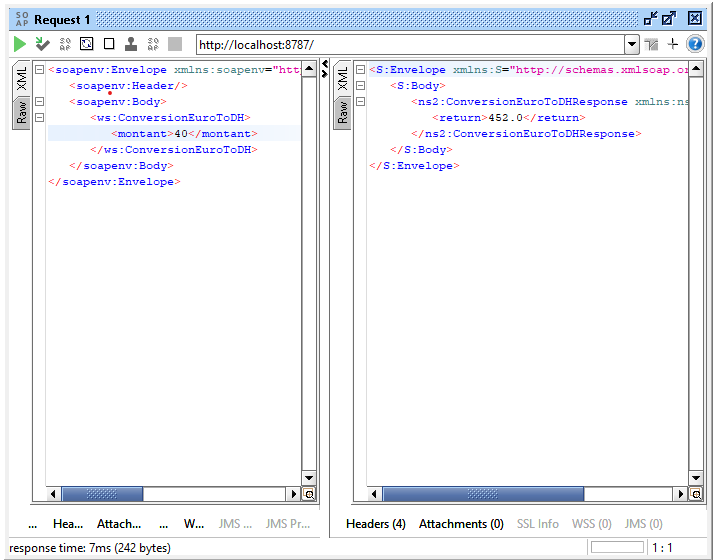 SO AP Request 1
http://localhost:8787/
XML
Raw
<soapenv:Envelope xmlns:soapenv="htt
<soapenv:Header/>
<soapenv:Body>
<ws:ConversionEuroToDH>
<montant>40</montant>
</ws:ConversionEuroToDH>
</soapenv:Body>
</soapenv:Envelope>
XML
Raw
<S:Envelope xmlns:S="http://schemas.xmlsoap.or
<S:Body>
<ns2:ConversionEuroToDHResponse xmlns:ns
<return>452.0</return>
</ns2:ConversionEuroToDHResponse>
</S:Body>
</S:Envelope>
... Hea... Attach... ... W... JMS ... JMS Pr...
Headers (4) Attachments (0) SSL Info WSS (0) JMS (0)
response time: 7ms (242 bytes) 1 : 1